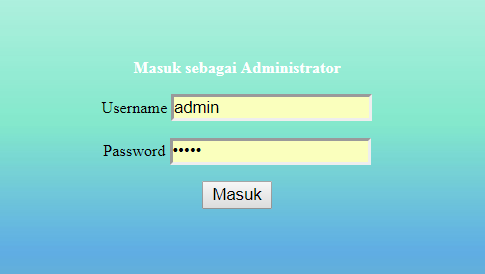 Masuk sebagai Administrator
Username admin
Password •••••
Masuk